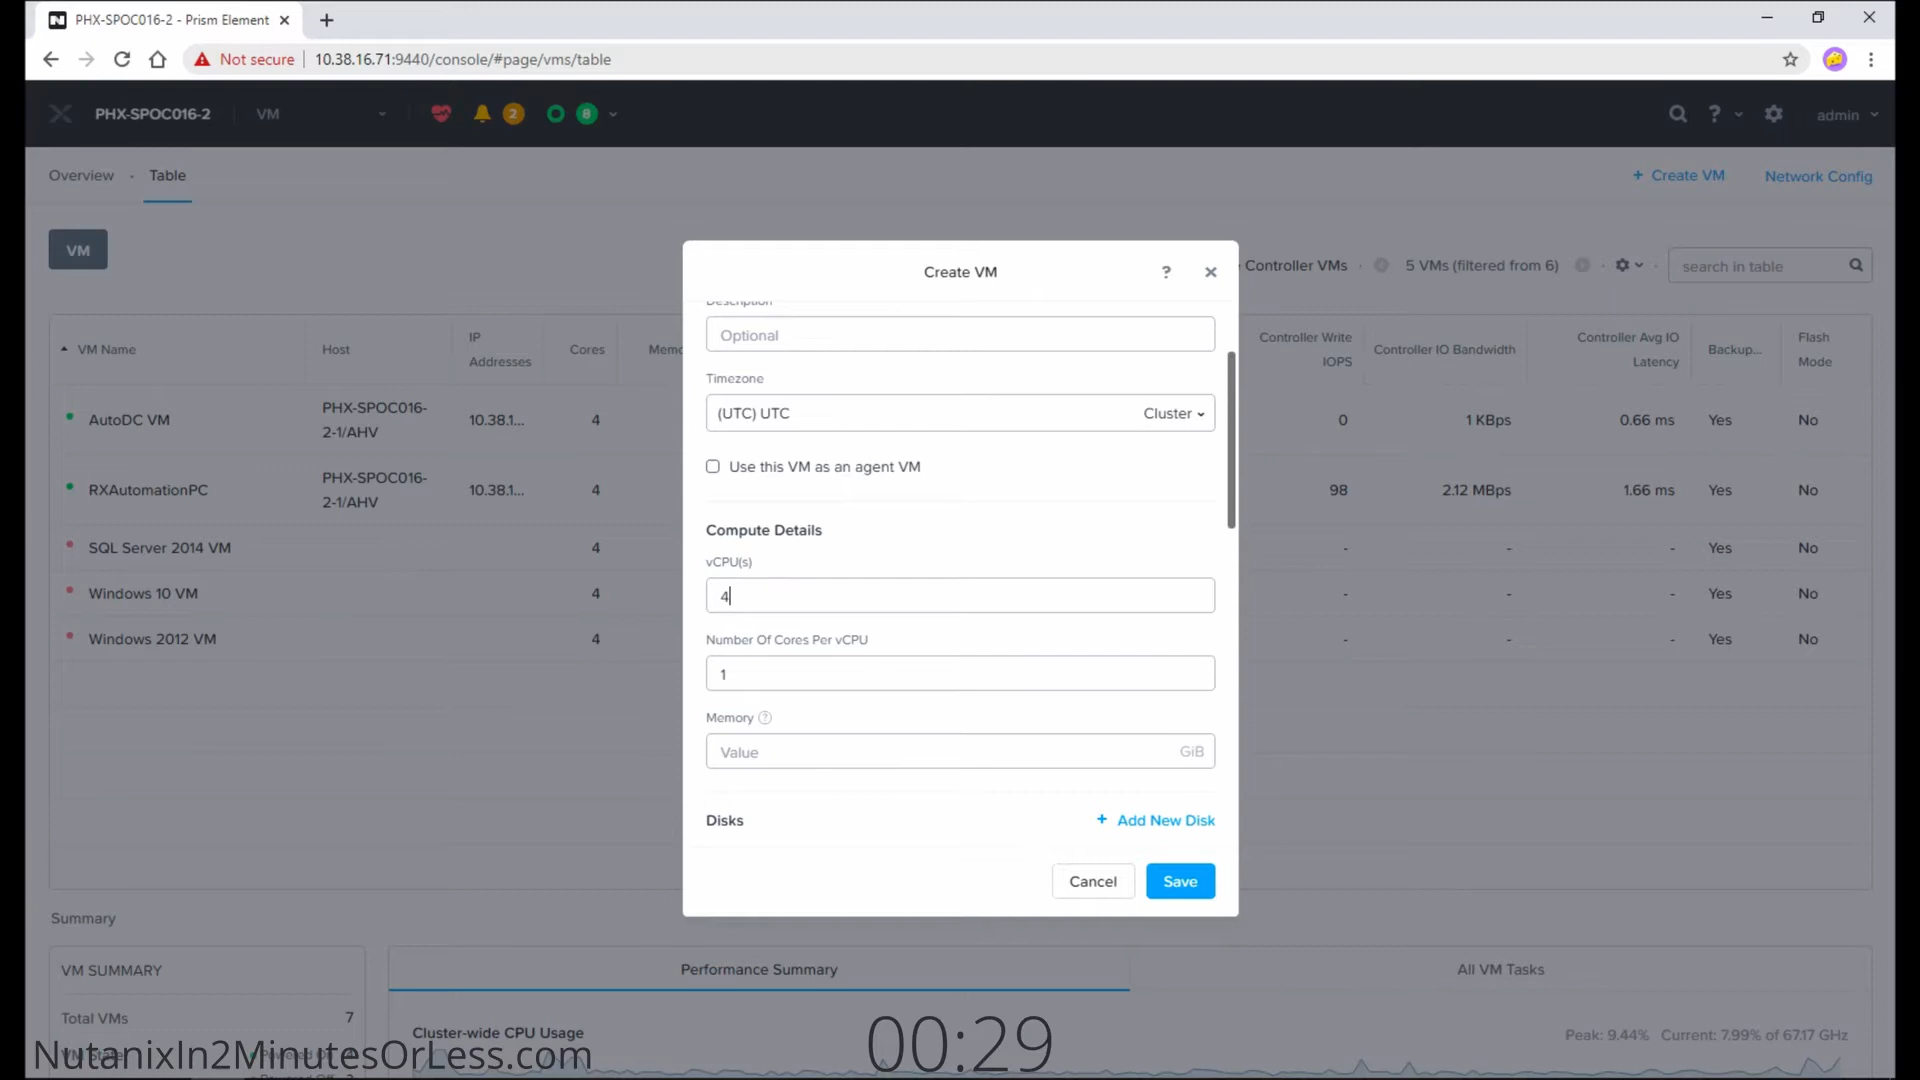 PHX-SPOC016-2 - Prism Element
Not secure
10.38.16.71:9440/console/#page/vms/table
PHX-SPOC016-2
VM
2
8
?
admin
Overview · Table
+ Create VM
Network Config
VM
Controller VMs · 5 VMs (filtered from 6) ·
search in table
VM Name
Host
IP Addresses
Cores
Controller Write IOPS
Controller IO Bandwidth
Controller Avg IO Latency
Backup...
Flash Mode
AutoDC VM
PHX-SPOC016-2-1/AHV
10.38.1...
4
0
1 KBps
0.66 ms
Yes
No
RXAutomationPC
PHX-SPOC016-2-1/AHV
10.38.1...
4
98
2.12 MBps
1.66 ms
Yes
No
SQL Server 2014 VM
4
-
-
-
Yes
No
Windows 10 VM
4
-
-
-
Yes
No
Windows 2012 VM
4
-
-
-
Yes
No
Create VM
?
Description
Optional
Timezone
(UTC) UTC
Cluster
Use this VM as an agent VM
Compute Details
vCPU(s)
4
Number Of Cores Per vCPU
1
Memory ?
Value
GiB
Disks
+ Add New Disk
Cancel
Save
Summary
VM SUMMARY
Total VMs
7
Performance Summary
All VM Tasks
Cluster-wide CPU Usage
Peak: 9.44% Current: 7.99% of 67.17 GHz
NutanixIn2MinutesOrLess.com
00:29